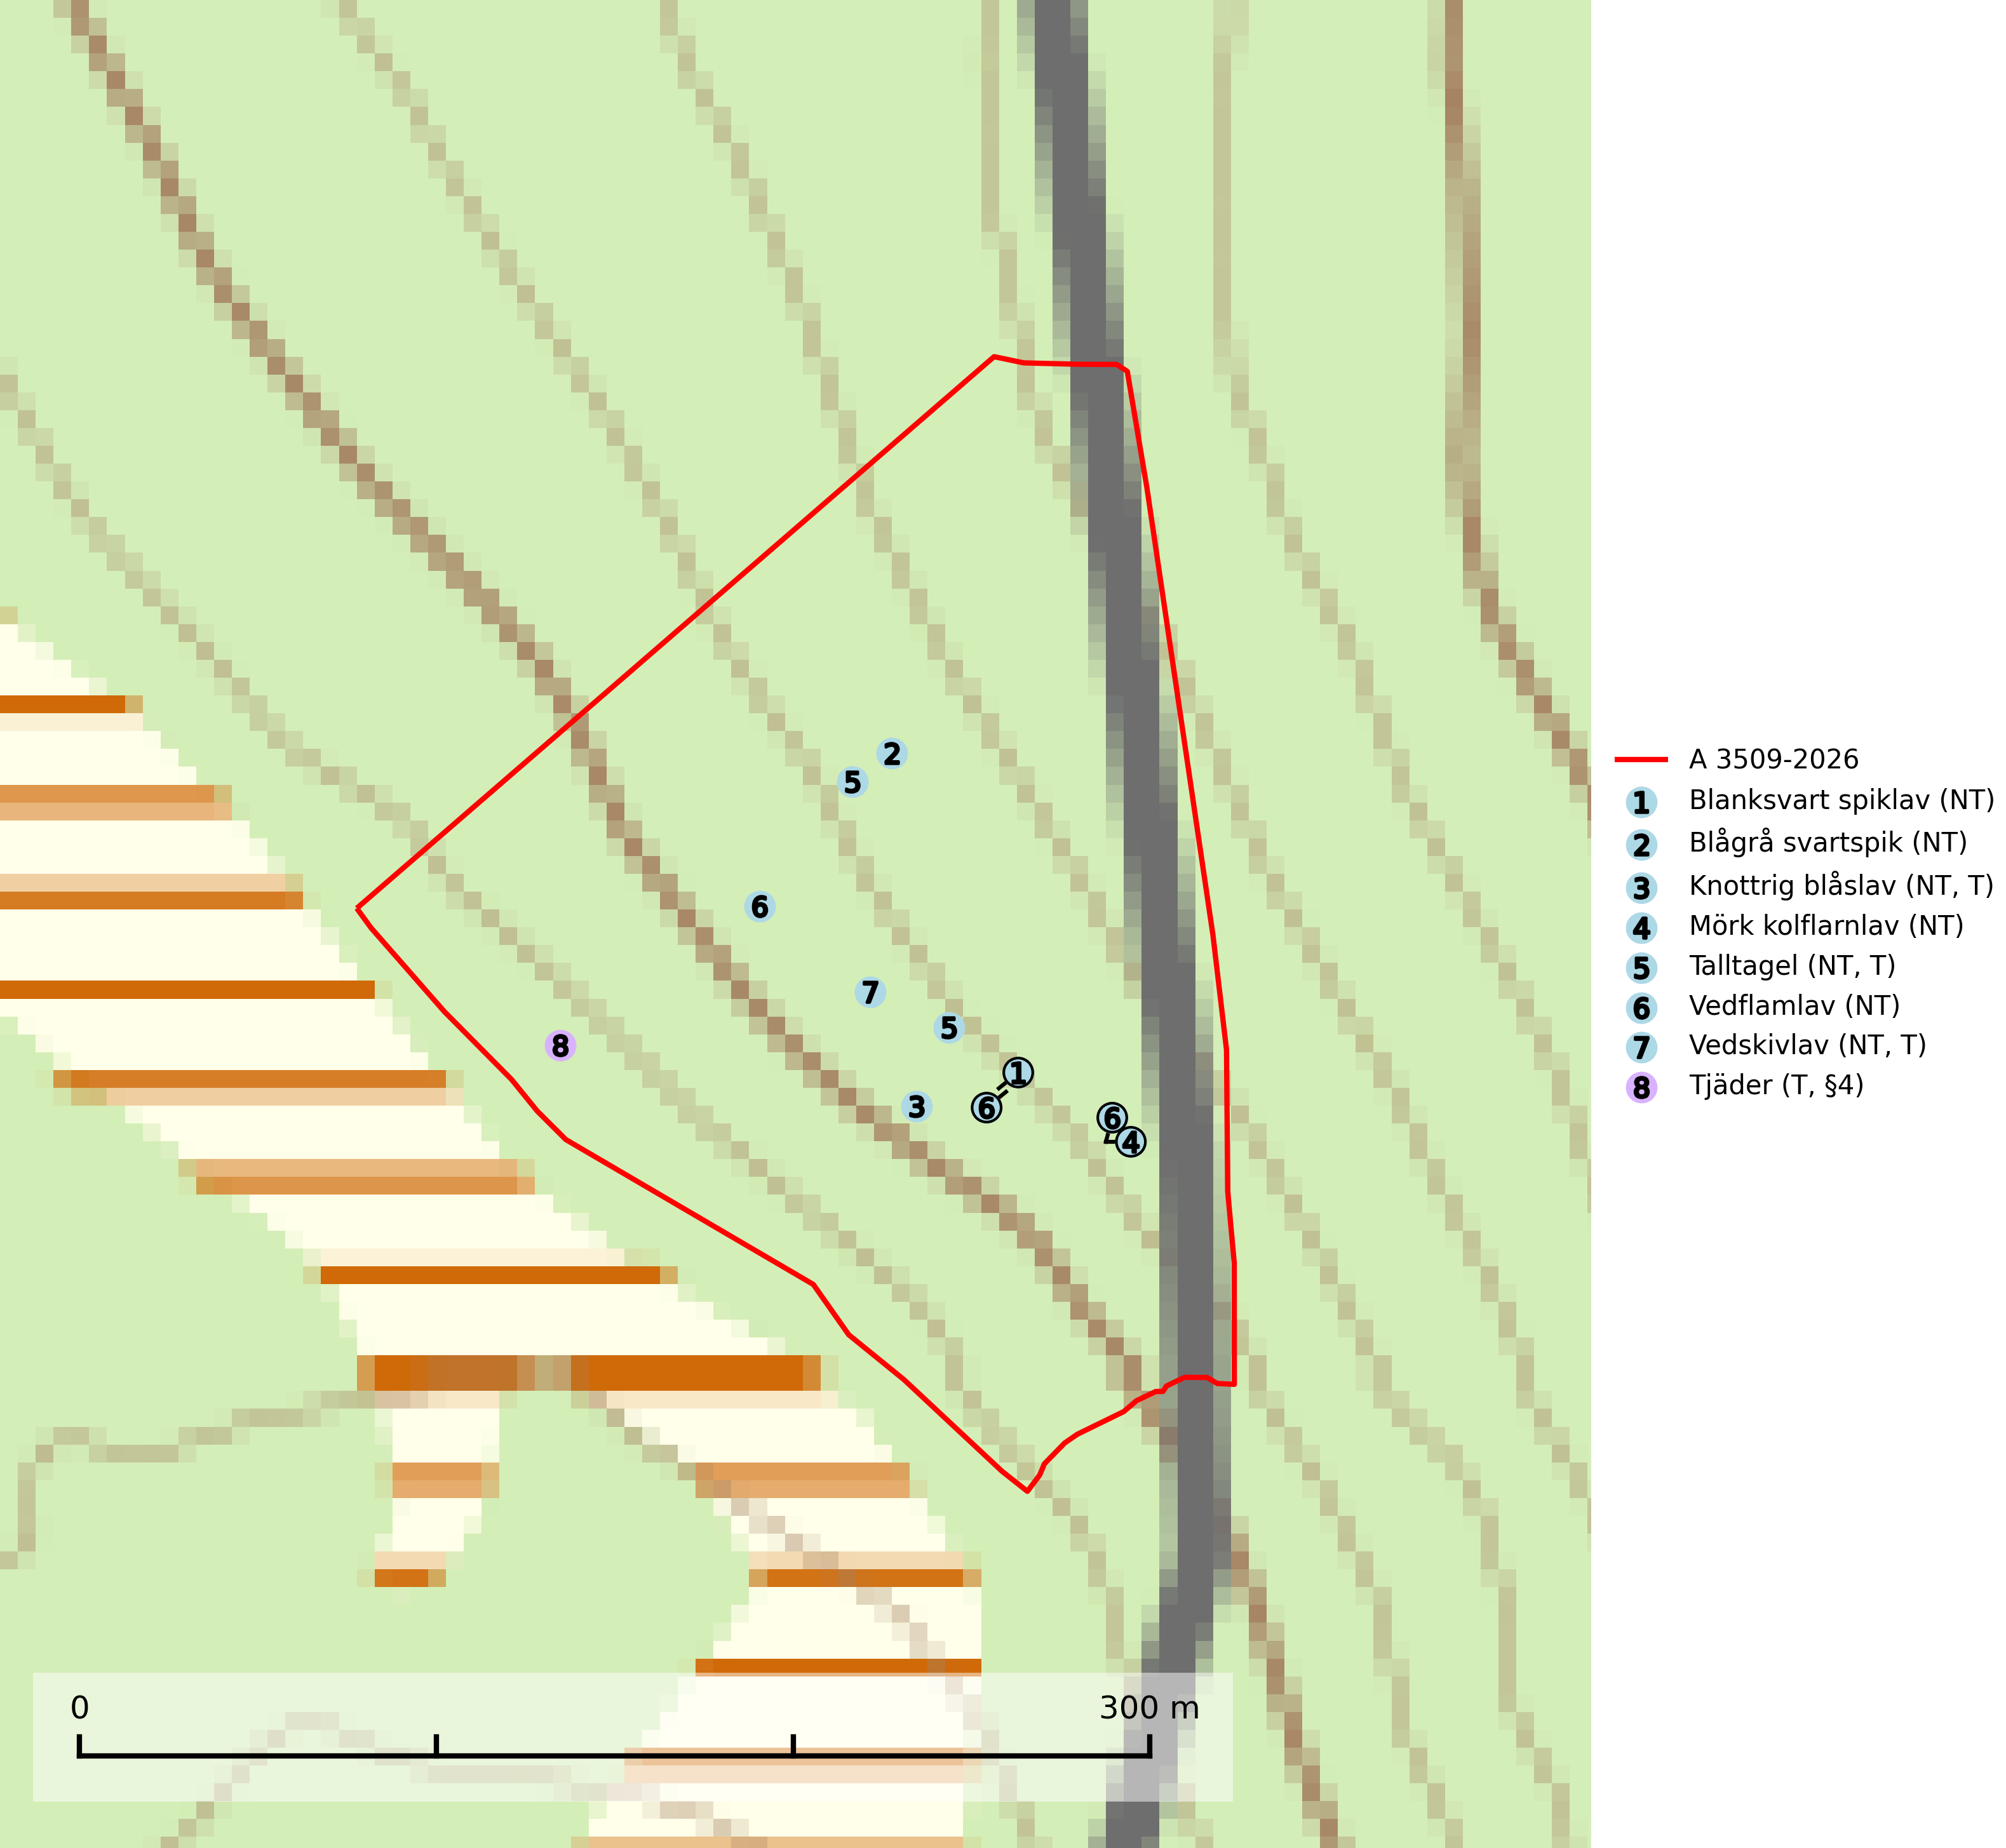 2
5
6
7
5
8
1
3
6
6
4
0
300 m
A 3509-2026
1 Blanksvart spiklav (NT)
2 Blågrå svartspik (NT)
3 Knottrig blåslav (NT, T)
4 Mörk kolflarnlav (NT)
5 Talltagel (NT, T)
6 Vedflamlav (NT)
7 Vedskivlav (NT, T)
8 Tjäder (T, §4)